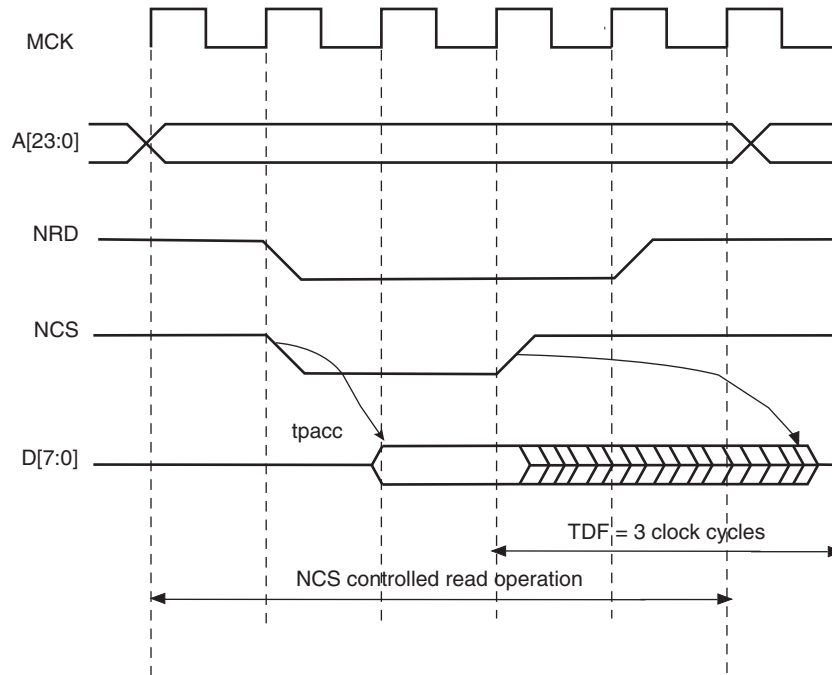 MCK
A[23:0]
NRD
NCS
tpacc
D[7:0]
TDF = 3 clock cycles
NCS controlled read operation